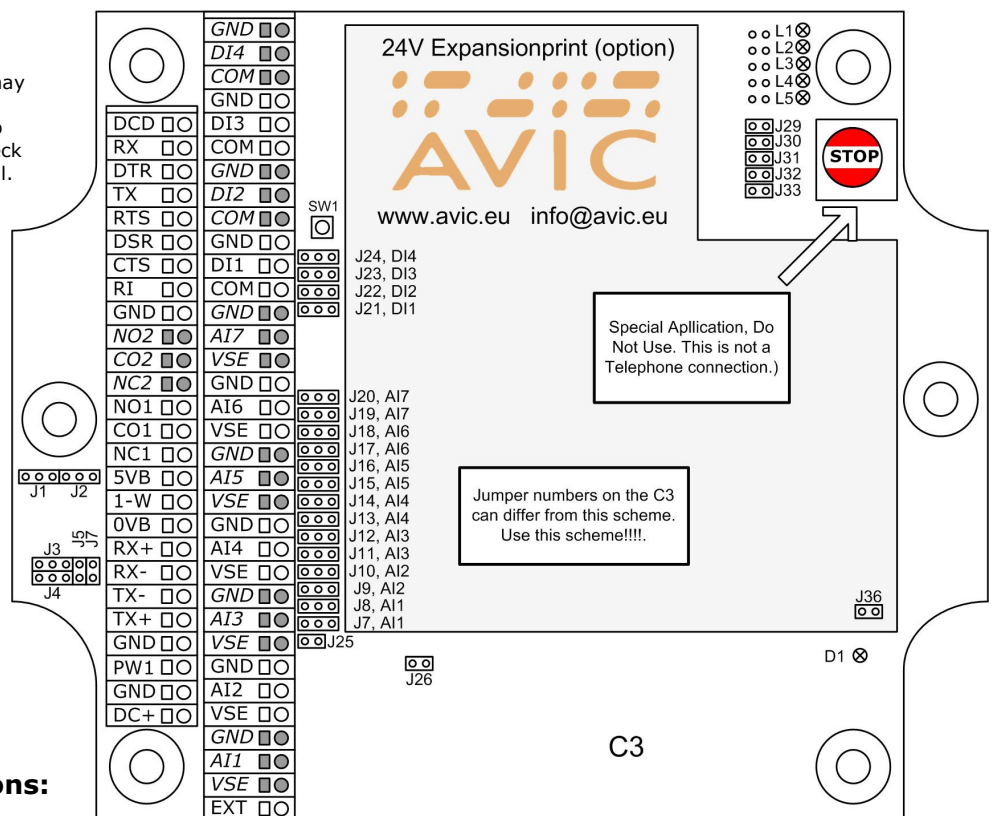 may
eck
l.
ons:
DCD
RX
DTR
TX
RTS
DSR
CTS
RI
GND
NO2
CO2
NC2
NO1
CO1
NC1
5VB
1-W
0VB
RX+
RX-
TX-
TX+
GND
PW1
GND
DC+
GND
DI4
COM
GND
DI3
COM
GND
DI2
COM
GND
DI1
COM
GND
AI7
VSE
GND
AI6
VSE
GND
AI5
VSE
GND
AI4
VSE
GND
AI3
VSE
GND
AI2
VSE
GND
AI1
VSE
EXT
J1 J2
J3 J5 J7
J4
SW1
J24, DI4
J23, DI3
J22, DI2
J21, DI1
J20, AI7
J19, AI7
J18, AI6
J17, AI6
J16, AI5
J15, AI5
J14, AI4
J13, AI4
J12, AI3
J11, AI3
J10, AI2
J9, AI2
J8, AI1
J7, AI1
J25
J26
24V Expansionprint (option)
AVIC
www.avic.eu info@avic.eu
L1
L2
L3
L4
L5
J29
J30
J31
J32
J33
STOP
Special Apllication, Do
Not Use. This is not a
Telephone connection.)
Jumper numbers on the C3
can differ from this scheme.
Use this scheme!!!!.
J36
D1
C3